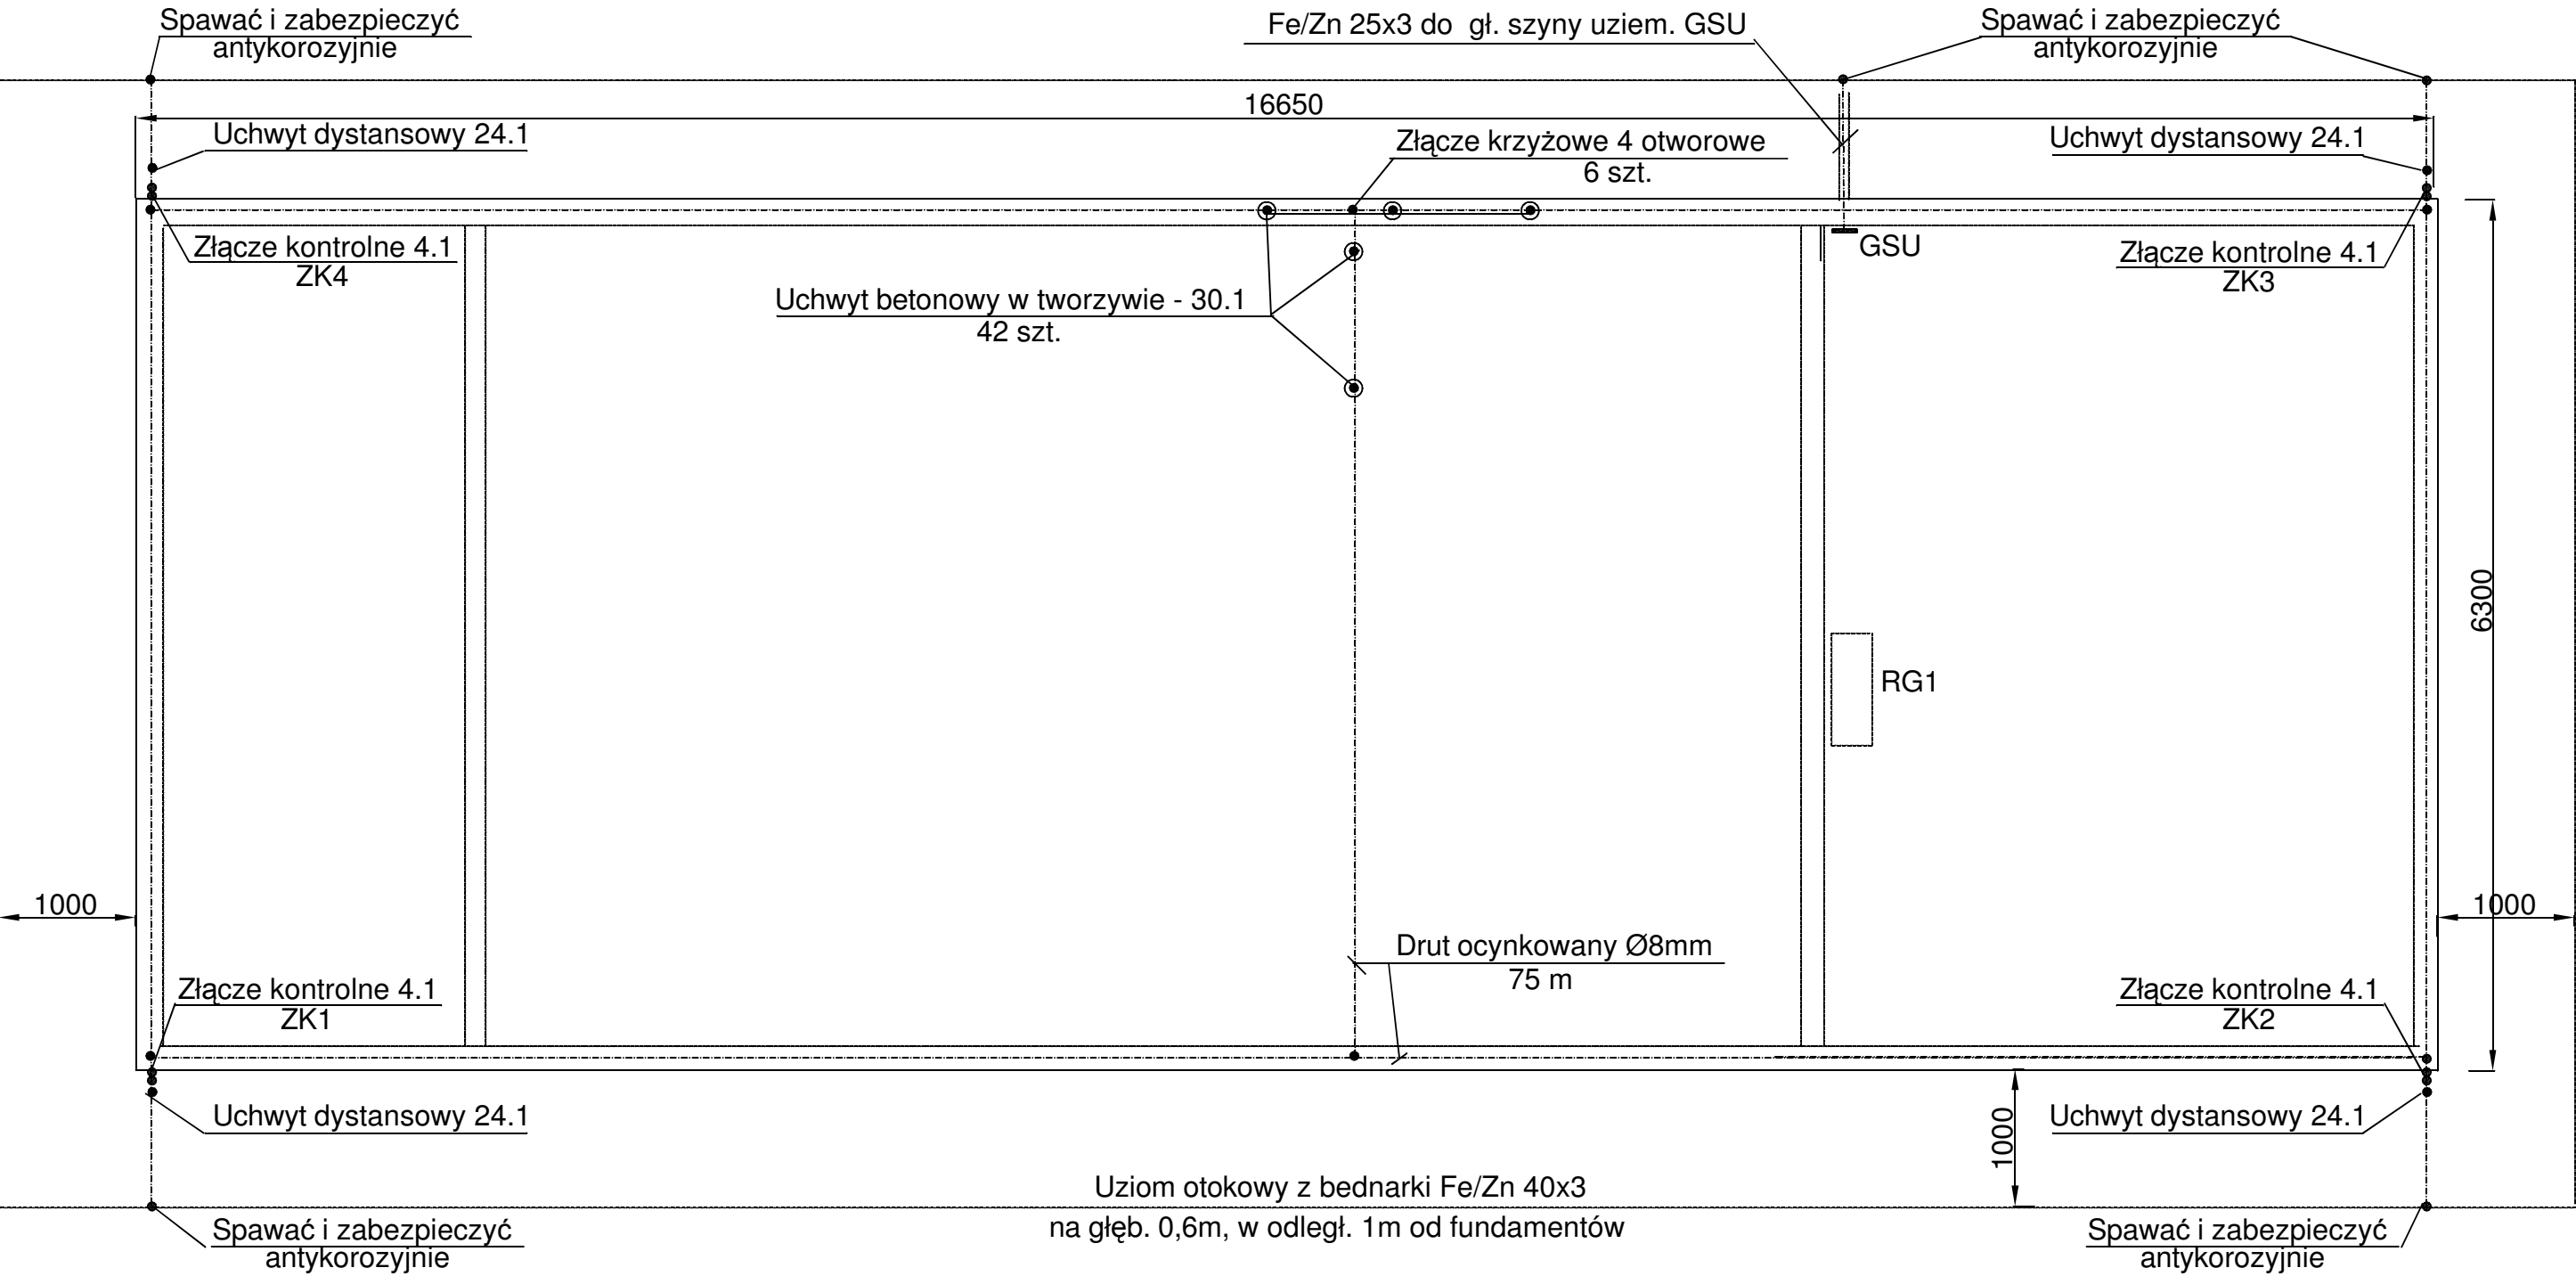 Spawać i zabezpieczyć
antykorozyjnie
Fe/Zn 25x3 do gł. szyny uziem. GSU
Spawać i zabezpieczyć
antykorozyjnie
16650
Uchwyt dystansowy 24.1
Złącze krzyżowe 4 otworowe
6 szt.
Uchwyt dystansowy 24.1
Złącze kontrolne 4.1
ZK4
GSU
Złącze kontrolne 4.1
ZK3
Uchwyt betonowy w tworzywie - 30.1
42 szt.
6300
RG1
1000
1000
Drut ocynkowany Ø8mm
75 m
Złącze kontrolne 4.1
ZK1
Złącze kontrolne 4.1
ZK2
Uchwyt dystansowy 24.1
1000
Uchwyt dystansowy 24.1
Uziom otokowy z bednarki Fe/Zn 40x3
na głęb. 0,6m, w odległ. 1m od fundamentów
Spawać i zabezpieczyć
antykorozyjnie
Spawać i zabezpieczyć
antykorozyjnie